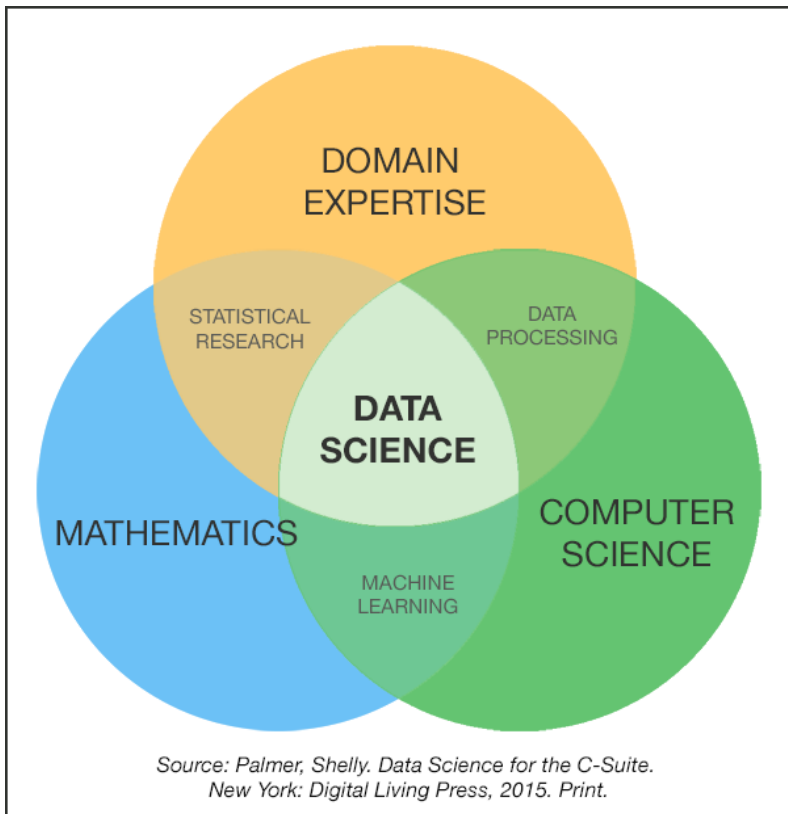 DOMAIN
EXPERTISE
STATISTICAL
RESEARCH
DATA
PROCESSING
DATA
SCIENCE
MATHEMATICS
COMPUTER
SCIENCE
MACHINE
LEARNING
Source: Palmer, Shelly. Data Science for the C-Suite.
New York: Digital Living Press, 2015. Print.